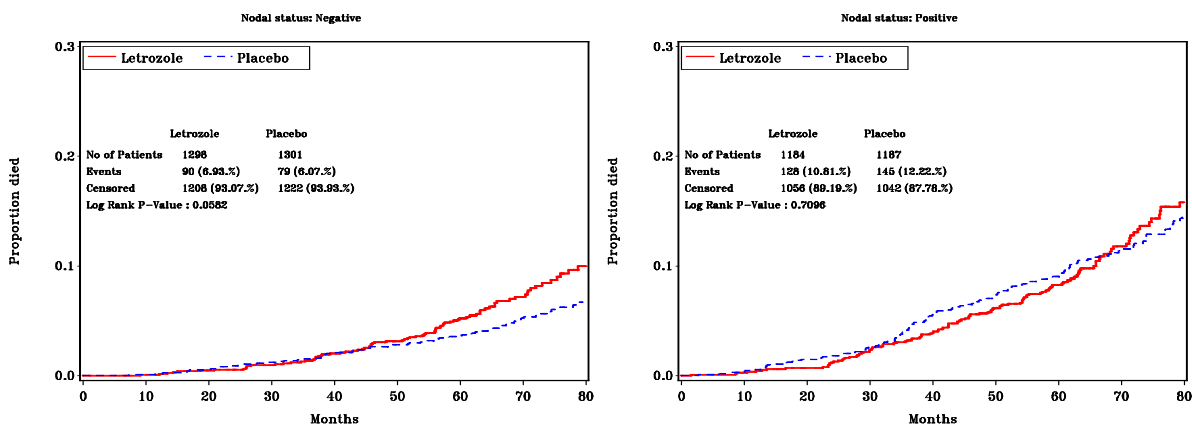 Nodal status: Negative
0.3
Letrozole Placebo
Letrozole Placebo
No of Patients 1298 1301
Events 90 (6.93.%) 79 (6.07.%)
Censored 1208 (93.07.%) 1222 (93.93.%)
Log Rank P-Value : 0.0582
0.2
0.1
0.0
Proportion died
0 10 20 30 40 50 60 70 80
Months
Nodal status: Positive
0.3
Letrozole Placebo
Letrozole Placebo
No of Patients 1184 1187
Events 128 (10.81.%) 145 (12.22.%)
Censored 1056 (89.19.%) 1042 (87.78.%)
Log Rank P-Value : 0.7096
0.2
0.1
0.0
Proportion died
0 10 20 30 40 50 60 70 80
Months